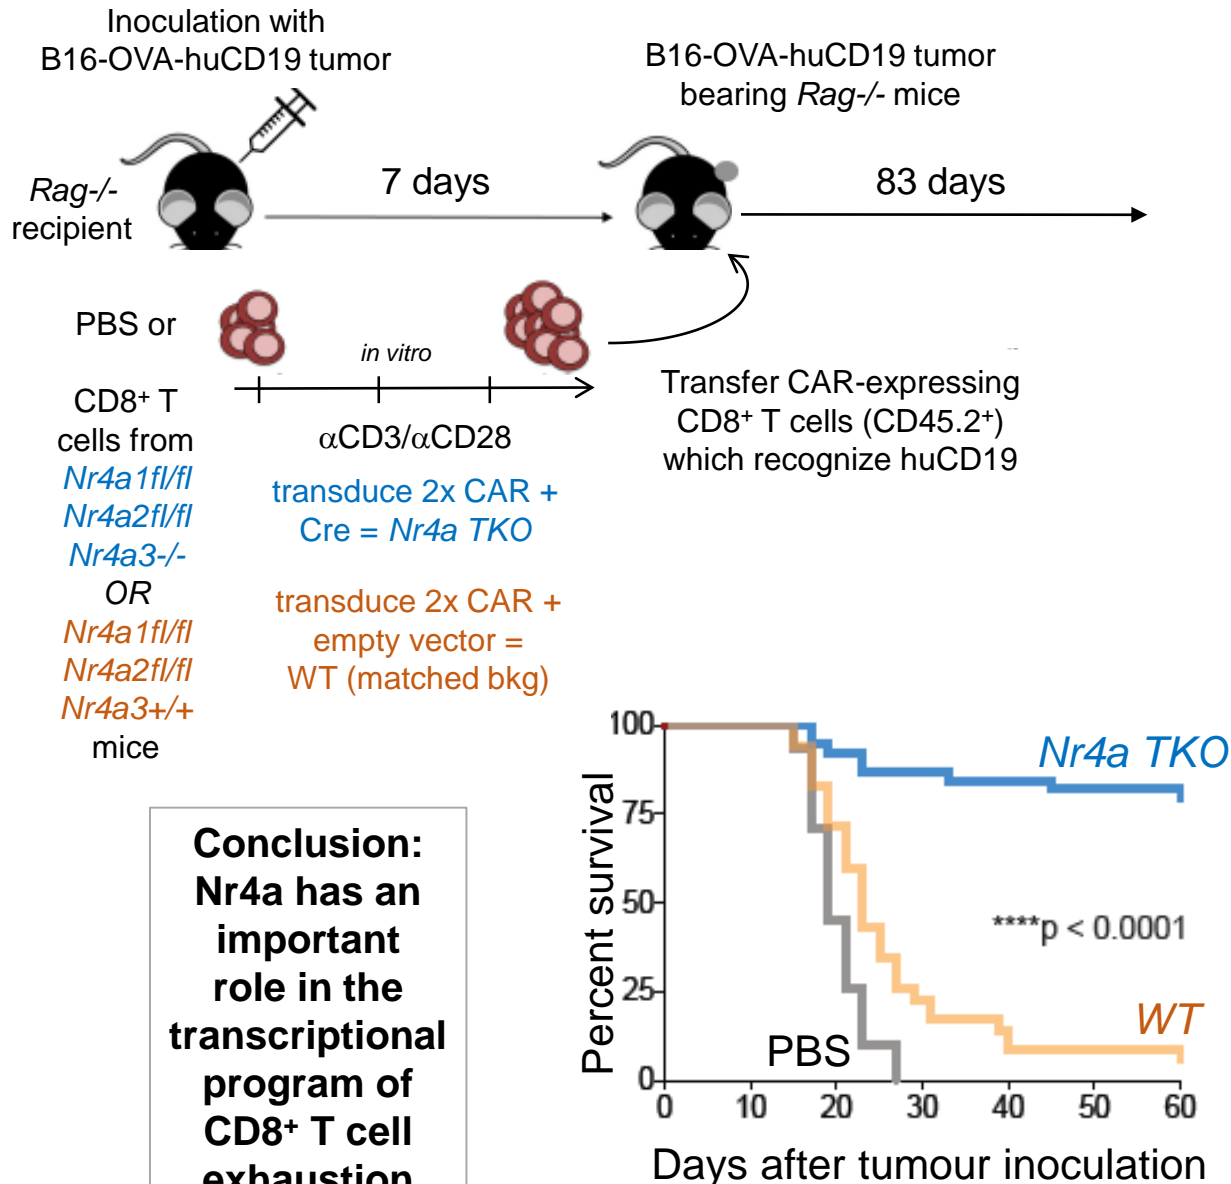 Inoculation with
B16-OVA-huCD19 tumor
B16-OVA-huCD19 tumor
bearing Rag-/- mice
Rag-/-
recipient
7 days
83 days
PBS or
in vitro
CD8⁺ T
cells from
Nr4a1fl/fl
Nr4a2fl/fl
Nr4a3-/-
OR
Nr4a1fl/fl
Nr4a2fl/fl
Nr4a3+/+
mice
αCD3/αCD28
transduce 2x CAR +
Cre = Nr4a TKO
transduce 2x CAR +
empty vector =
WT (matched bkg)
Transfer CAR-expressing
CD8⁺ T cells (CD45.2⁺)
which recognize huCD19
Conclusion:
Nr4a has an
important
role in the
transcriptional
program of
CD8⁺ T cell
exhaustion
Percent survival
100
75
50
25
0
Nr4a TKO
****p < 0.0001
WT
PBS
0 10 20 30 40 50 60
Days after tumour inoculation